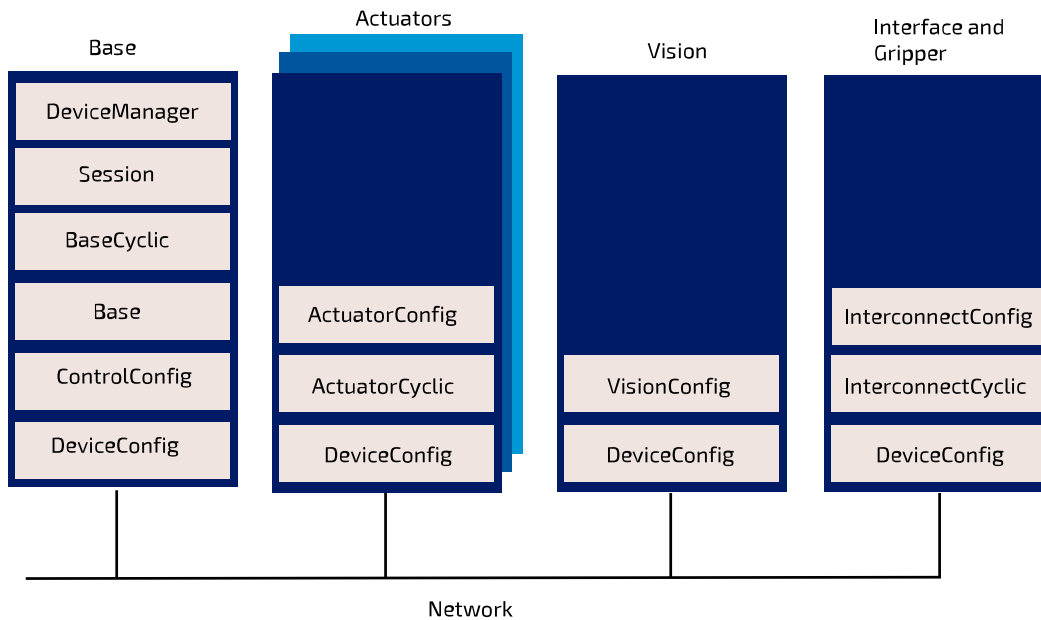 Base
DeviceManager
Session
BaseCyclic
Base
ControlConfig
DeviceConfig
Actuators
ActuatorConfig
ActuatorCyclic
DeviceConfig
Vision
VisionConfig
DeviceConfig
Interface and
Gripper
InterconnectConfig
InterconnectCyclic
DeviceConfig
Network